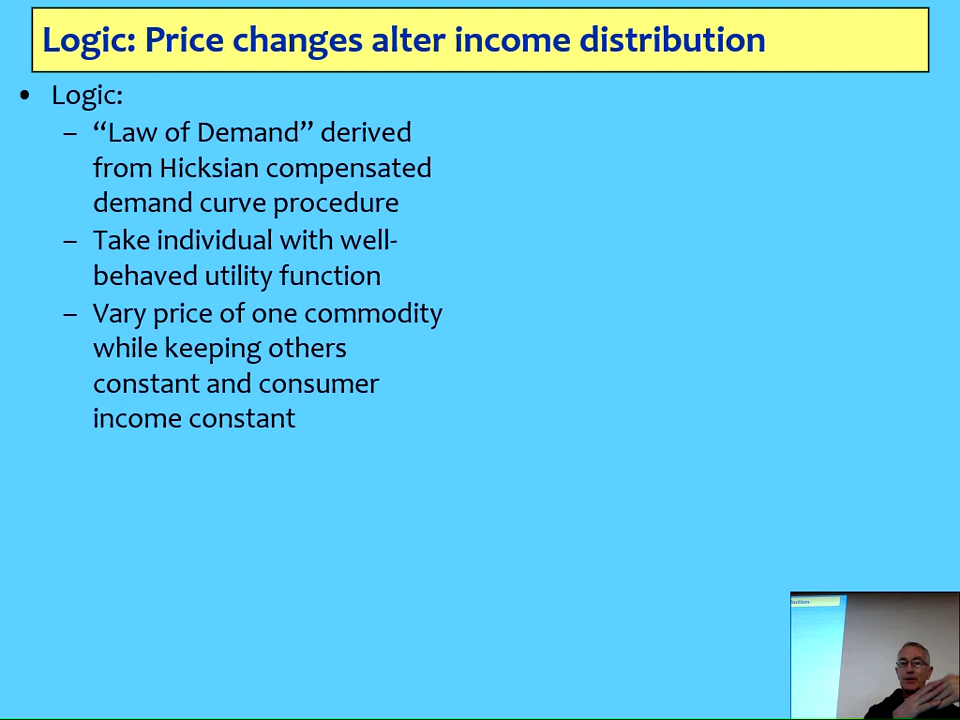 Logic: Price changes alter income distribution
• Logic:
– “Law of Demand” derived
from Hicksian compensated
demand curve procedure
– Take individual with well-
behaved utility function
– Vary price of one commodity
while keeping others
constant and consumer
income constant
bution